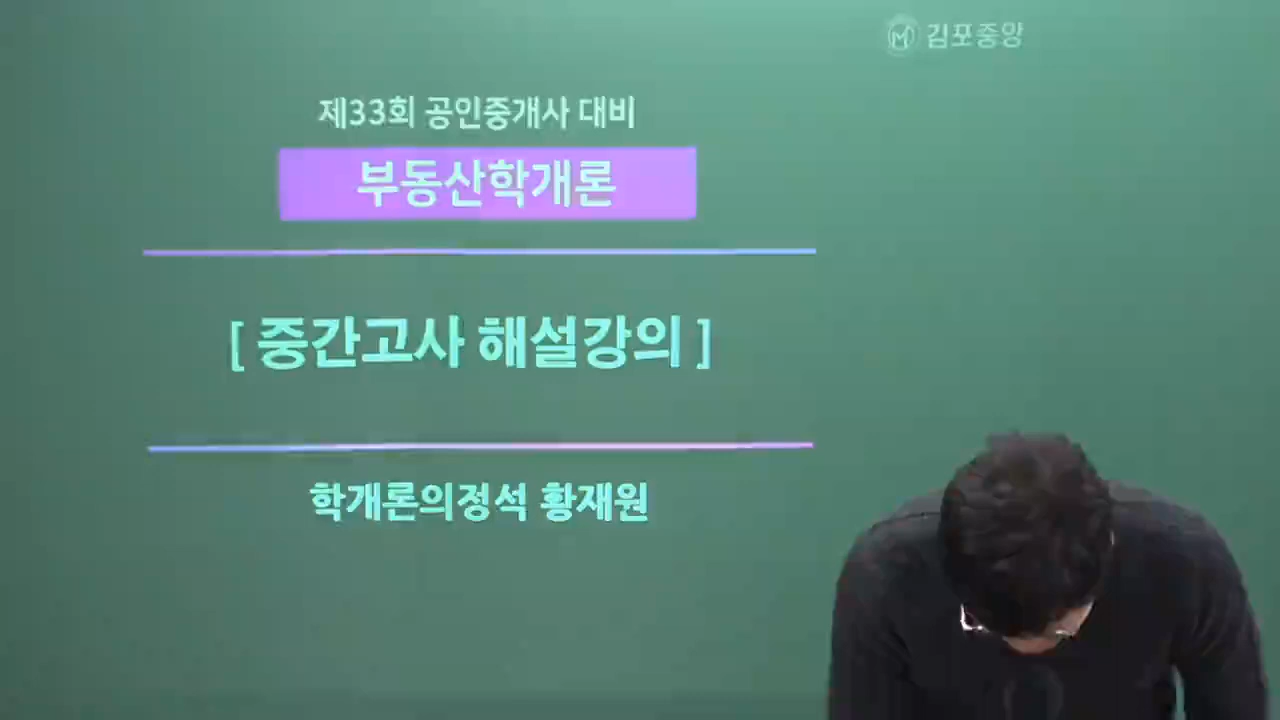 김포중앙
제33회 공인중개사 대비
부동산학개론
[ 중간고사 해설강의 ]
학개론의정석 황재원